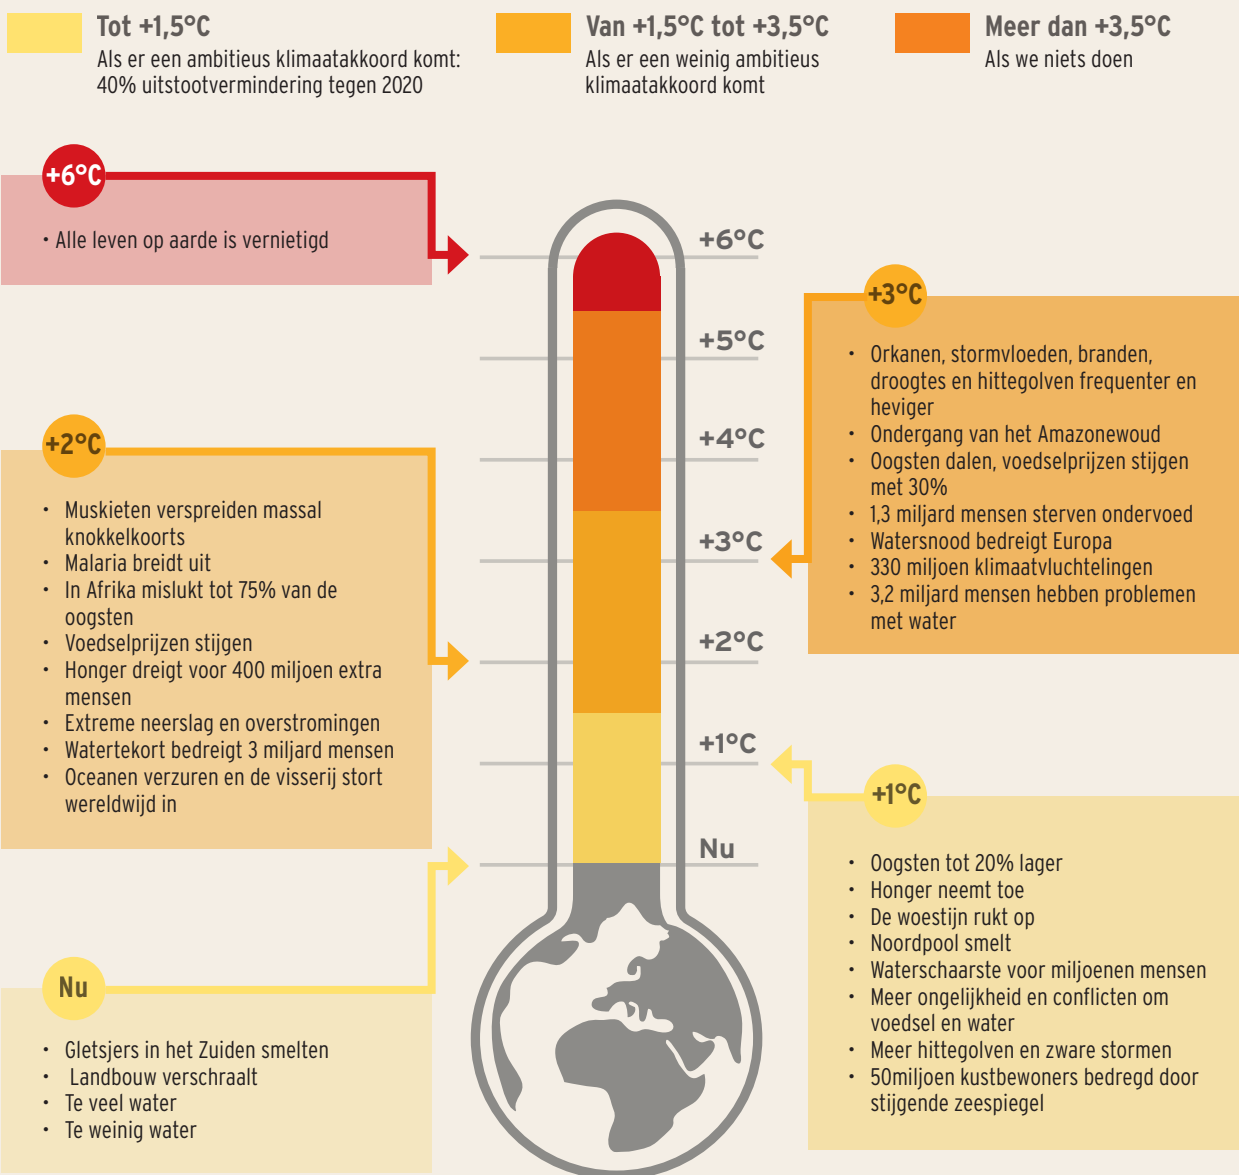 Tot +1,5°C
Als er een ambitieus klimaatakkoord komt:
40% uitstootvermindering tegen 2020
Van +1,5°C tot +3,5°C
Als er een weinig ambitieus
klimaatakkoord komt
Meer dan +3,5°C
Als we niets doen
+6°C
• Alle leven op aarde is vernietigd
+2°C
• Muskieten verspreiden massal
knokkelkoorts
• Malaria breidt uit
• In Afrika mislukt tot 75% van de
oogsten
• Voedselprijzen stijgen
• Honger dreigt voor 400 miljoen extra
mensen
• Extreme neerslag en overstromingen
• Watertekort bedreigt 3 miljard mensen
• Oceanen verzuren en de visserij stort
wereldwijd in
Nu
• Gletsjers in het Zuiden smelten
• Landbouw verschraalt
• Te veel water
• Te weinig water
+6°C
+5°C
+4°C
+3°C
+2°C
+1°C
Nu
+3°C
• Orkanen, stormvloeden, branden,
droogtes en hittegolven frequenter en
heviger
• Ondergang van het Amazonewoud
• Oogsten dalen, voedselprijzen stijgen
met 30%
• 1,3 miljard mensen sterven ondervoed
• Watersnood bedreigt Europa
• 330 miljoen klimaatvluchtelingen
• 3,2 miljard mensen hebben problemen
met water
+1°C
• Oogsten tot 20% lager
• Honger neemt toe
• De woestijn rukt op
• Noordpool smelt
• Waterschaarste voor miljoenen mensen
• Meer ongelijkheid en conflicten om
voedsel en water
• Meer hittegolven en zware stormen
• 50miljoen kustbewoners bedregd door
stijgende zeespiegel